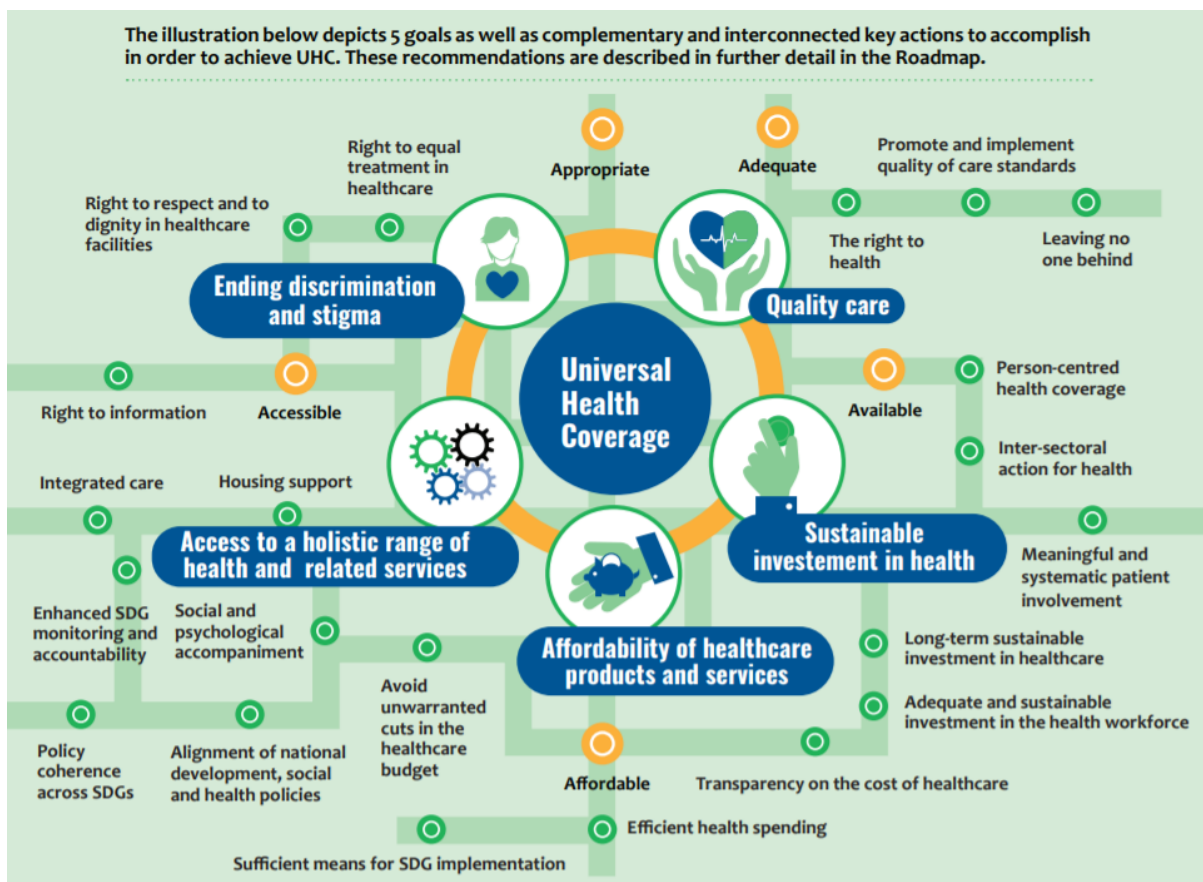 The illustration below depicts 5 goals as well as complementary and interconnected key actions to accomplish
in order to achieve UHC. These recommendations are described in further detail in the Roadmap.
Appropriate
Adequate
Right to equal
treatment in
healthcare
Promote and implement
quality of care standards
Right to respect and to
dignity in healthcare
facilities
The right to
health
Leaving no
one behind
Ending discrimination
and stigma
Quality care
Universal
Health
Coverage
Right to information
Accessible
Available
Person-centred
health coverage
Inter-sectoral
action for health
Integrated care
Housing support
Access to a holistic range of
health and related services
Sustainable
investement in health
Meaningful and
systematic patient
involvement
Enhanced SDG
monitoring and
accountability
Social and
psychological
accompaniment
Affordability of healthcare
products and services
Long-term sustainable
investment in healthcare
Avoid
unwarranted
cuts in the
healthcare
budget
Adequate and sustainable
investment in the health workforce
Policy
coherence
across SDGs
Alignment of national
development, social
and health policies
Affordable
Transparency on the cost of healthcare
Efficient health spending
Sufficient means for SDG implementation